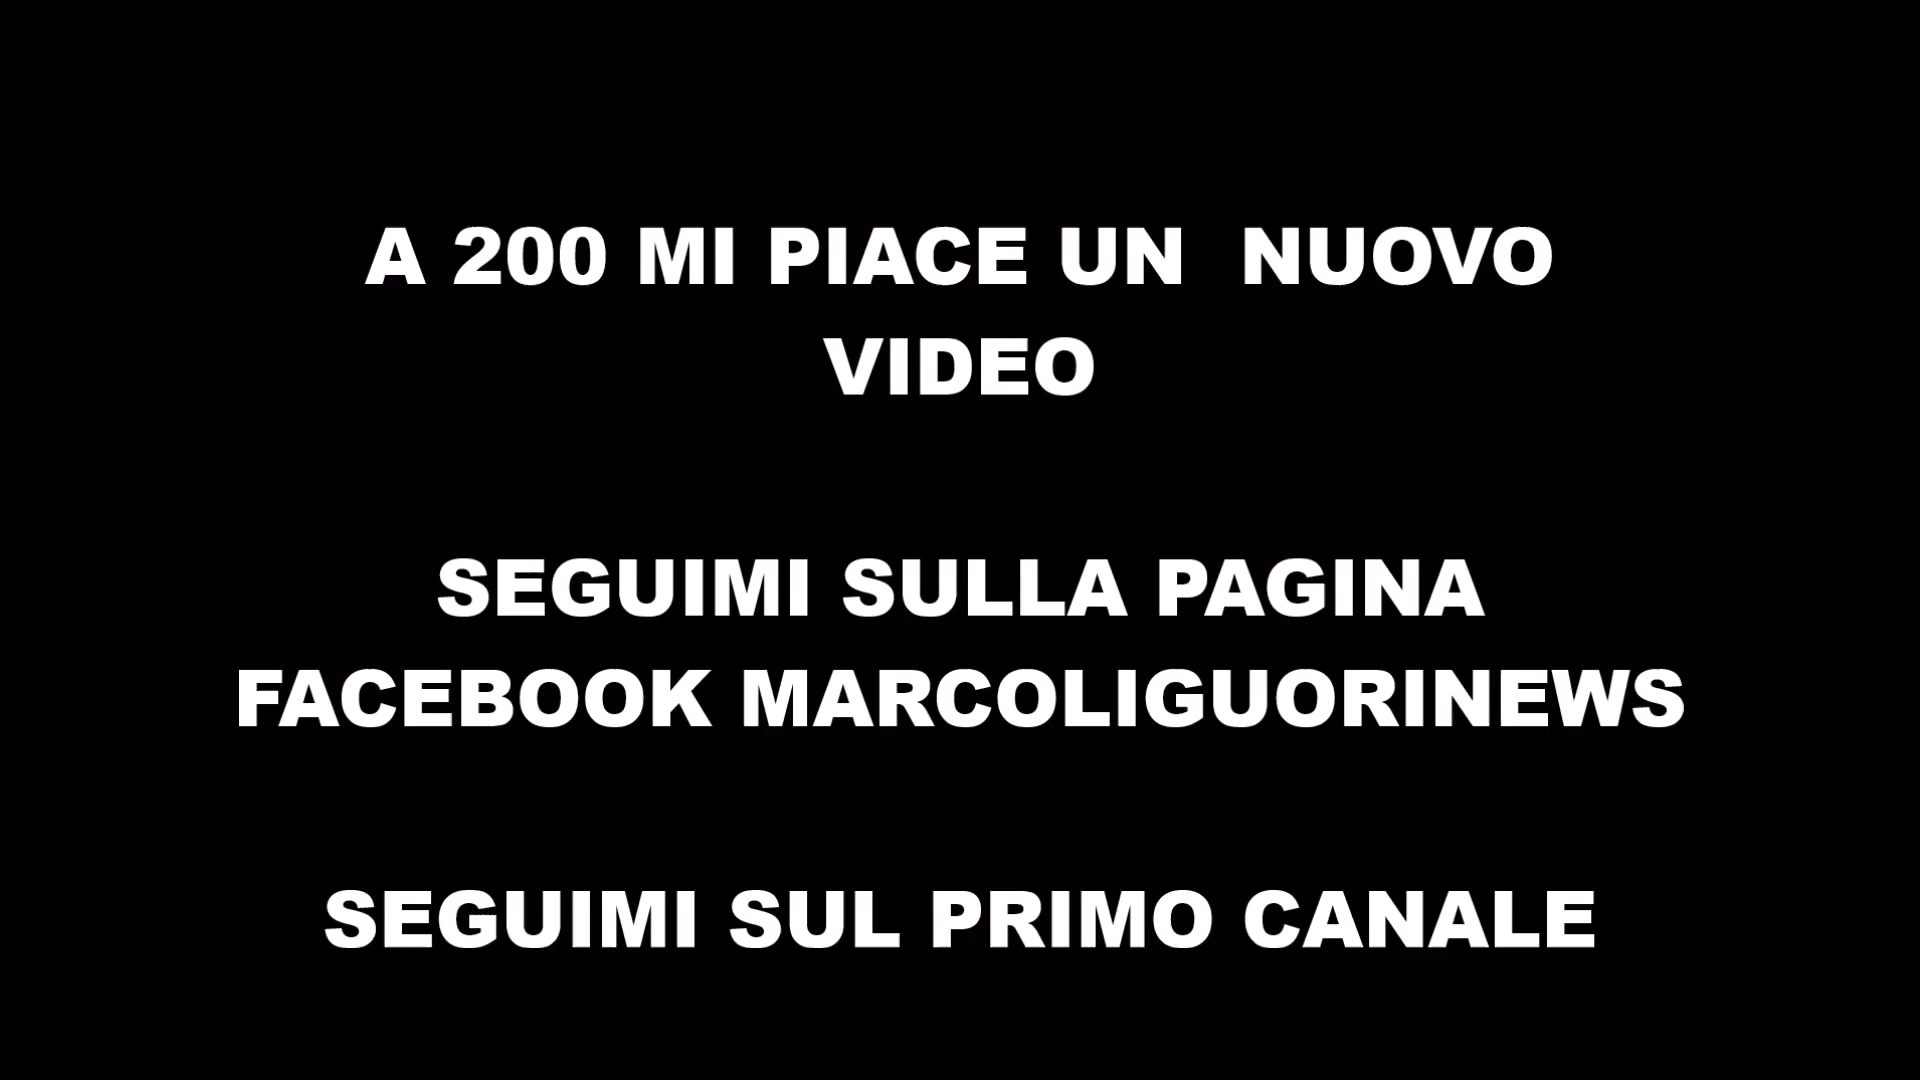 A 200 MI PIACE UN  NUOVO
VIDEO
SEGUIMI SULLA PAGINA
FACEBOOK MARCOLIGUORINEWS
SEGUIMI SUL PRIMO CANALE